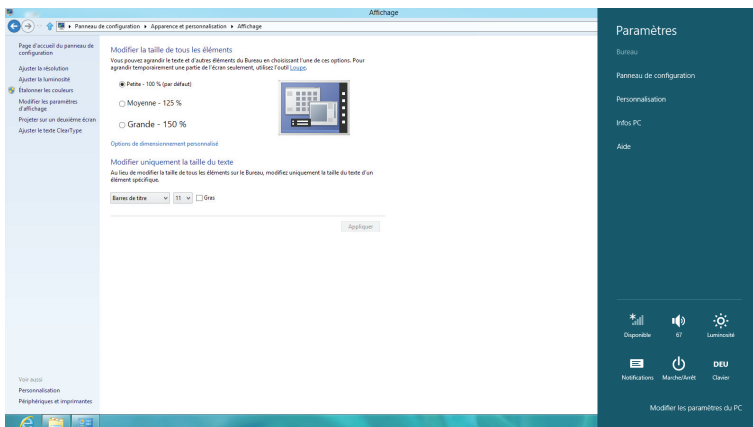 Affichage
Panneau de configuration ▸ Apparence et personnalisation ▸ Affichage
Page d'accueil du panneau de
configuration
Ajuster la résolution
Ajuster la luminosité
Étalonner les couleurs
Modifier les paramètres
d'affichage
Projeter sur un deuxième écran
Ajuster le texte ClearType
Voir aussi
Personnalisation
Périphériques et imprimantes
Modifier la taille de tous les éléments
Vous pouvez agrandir le texte et d'autres éléments du Bureau en choisissant l'une de ces options. Pour
agrandir temporairement une partie de l'écran seulement, utilisez l'outil Loupe.
Petite - 100 % (par défaut)
Moyenne - 125 %
Grande - 150 %
Options de dimensionnement personnalisé
Modifier uniquement la taille du texte
Au lieu de modifier la taille de tous les éléments sur le Bureau, modifiez uniquement la taille du texte d'un
élément spécifique.
Barres de titre 11 Gras
Appliquer
Paramètres
Bureau
Panneau de configuration
Personnalisation
Infos PC
Aide
Disponible 67 Luminosité
DEU
Notifications Marche/Arrêt Clavier
Modifier les paramètres du PC